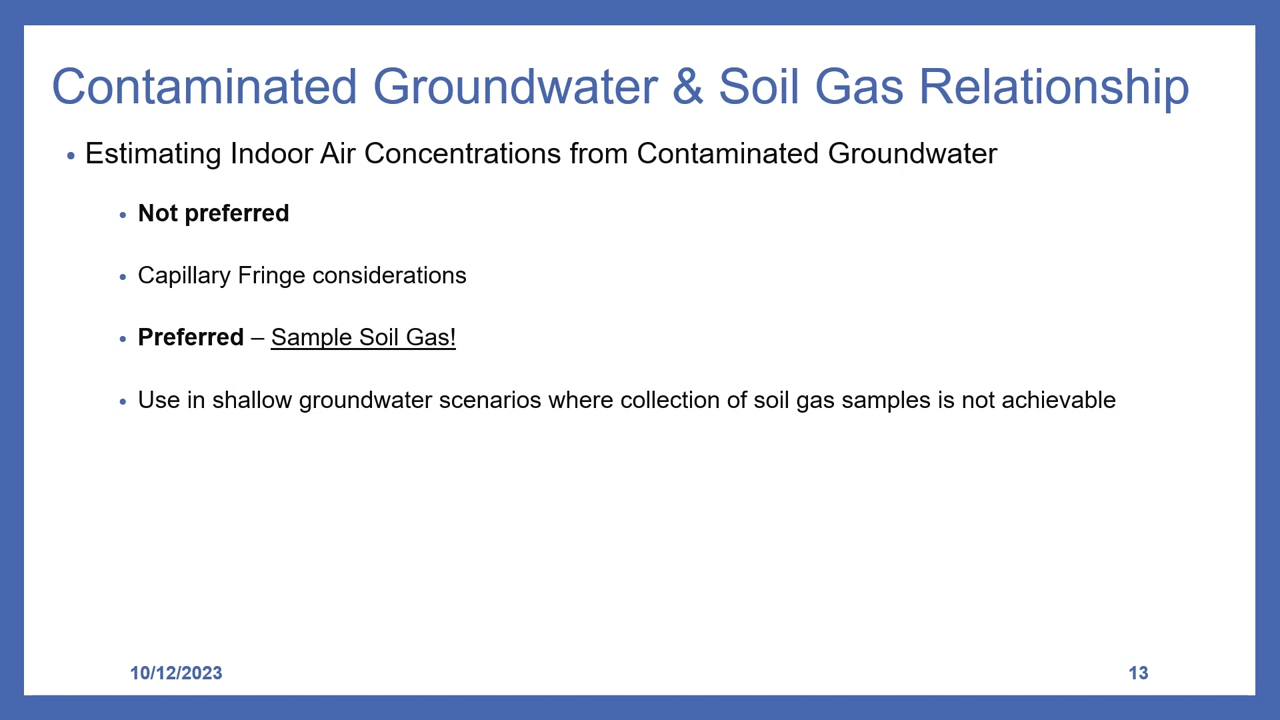 Contaminated Groundwater & Soil Gas Relationship
• Estimating Indoor Air Concentrations from Contaminated Groundwater
• Not preferred
• Capillary Fringe considerations
• Preferred – Sample Soil Gas!
• Use in shallow groundwater scenarios where collection of soil gas samples is not achievable
10/12/2023
13